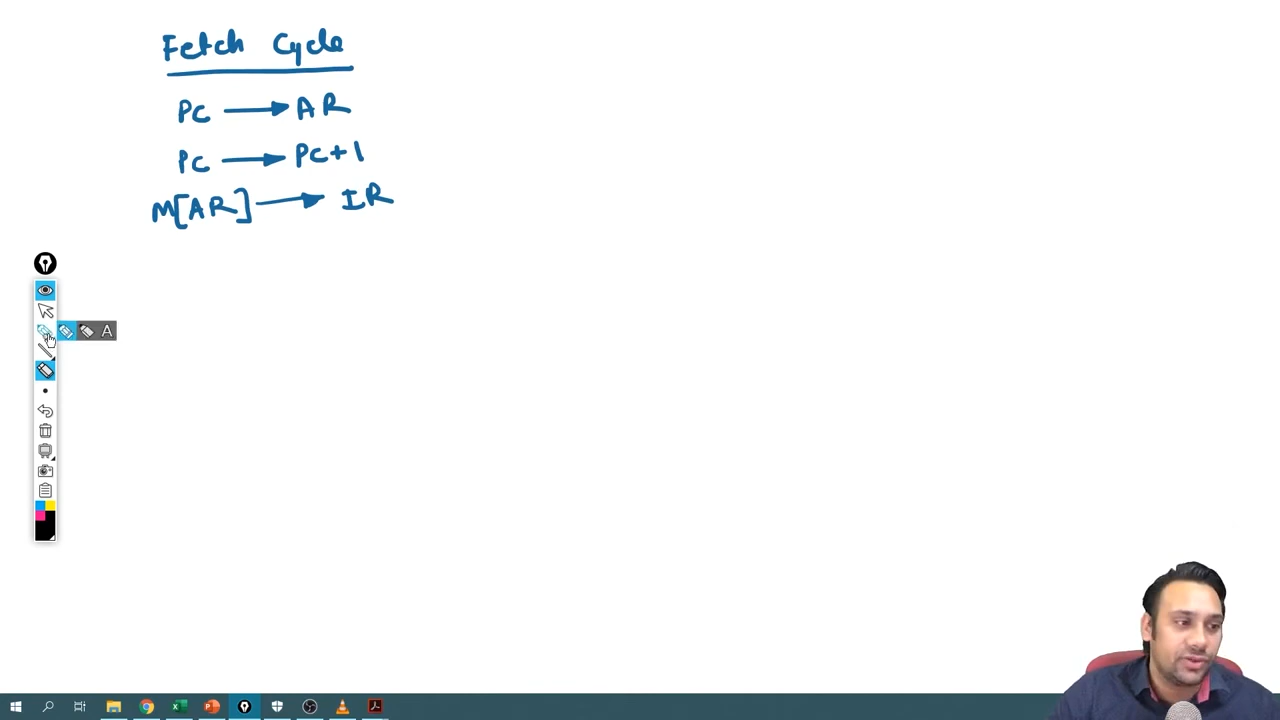 Fetch Cycle
PC → AR
PC → PC+1
M[AR] → IR
A